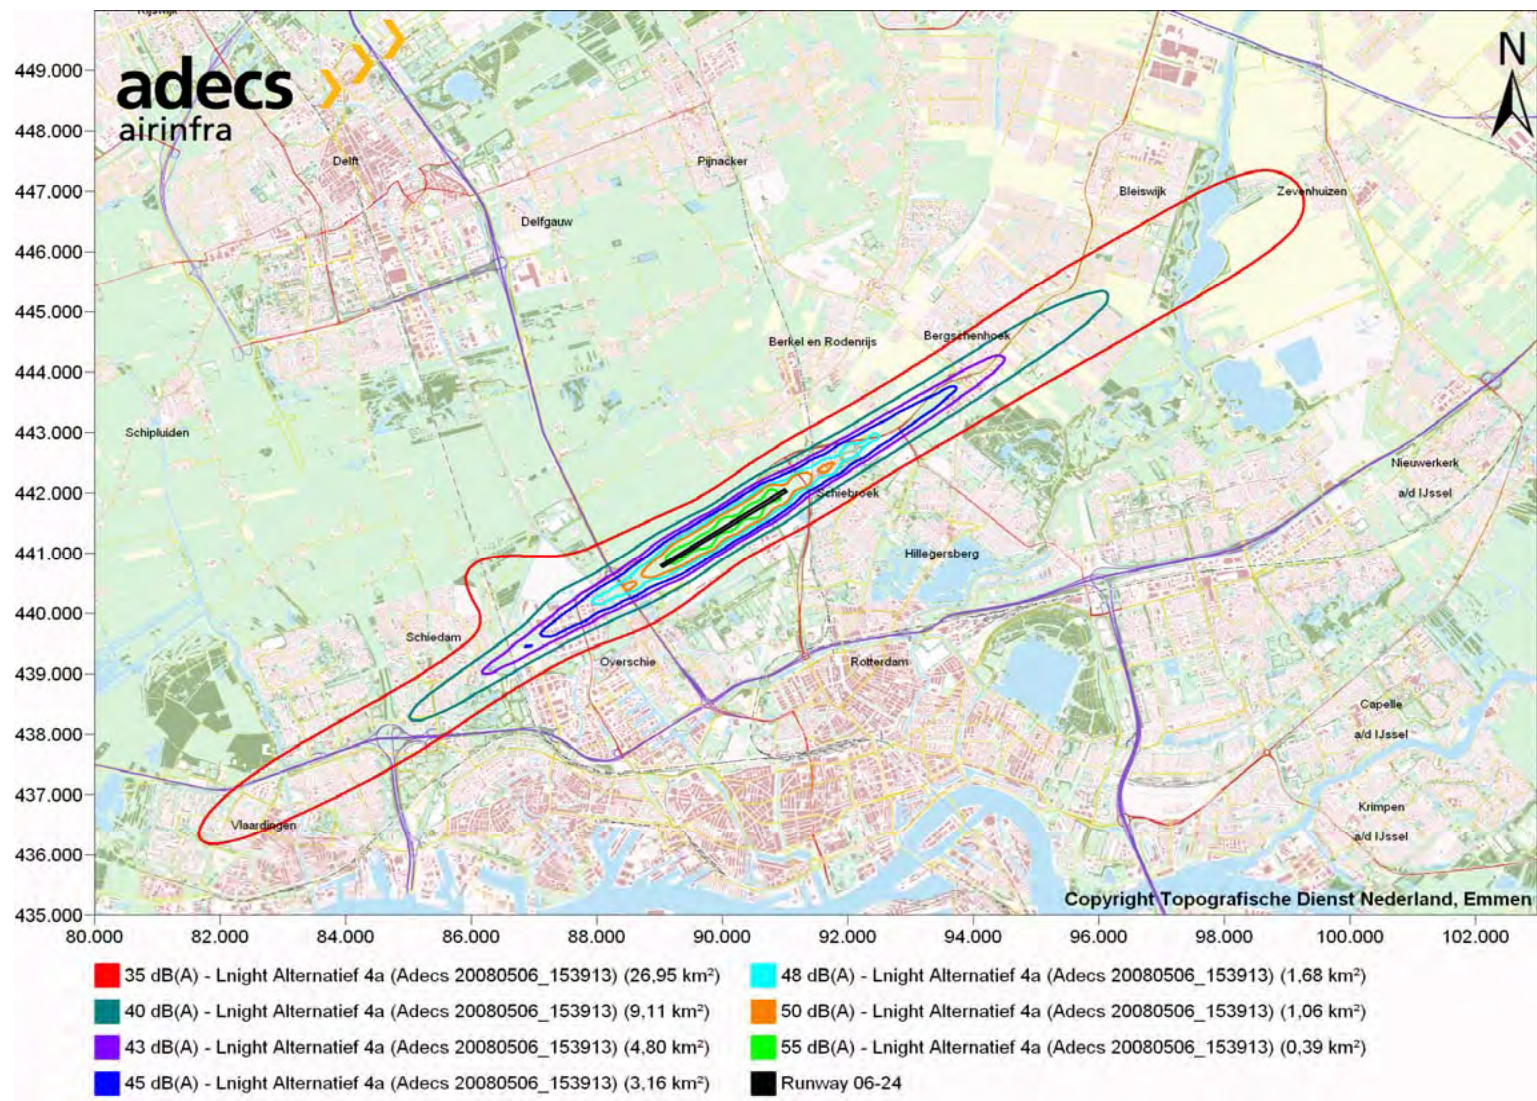 Rijswijk
449.000
adecs
airinfra
N
448.000
Delft
Pijnacker
447.000
Bleiswijk
Zevenhuizen
Delfgauw
446.000
445.000
Berkel en Rodenrijs
Bergschenhoek
444.000
443.000
Schipluiden
Nieuwerkerk
a/d IJssel
442.000
Schiebroek
441.000
Hillegersberg
440.000
Schiedam
439.000
Overschie
Rotterdam
438.000
Capelle
a/d IJssel
437.000
Vlaardingen
Krimpen
a/d IJssel
436.000
435.000
Copyright Topografische Dienst Nederland, Emmen
80.000 82.000 84.000 86.000 88.000 90.000 92.000 94.000 96.000 98.000 100.000 102.000
35 dB(A) - Lnight Alternatief 4a (Adecs 20080506_153913) (26,95 km²)
40 dB(A) - Lnight Alternatief 4a (Adecs 20080506_153913) (9,11 km²)
43 dB(A) - Lnight Alternatief 4a (Adecs 20080506_153913) (4,80 km²)
45 dB(A) - Lnight Alternatief 4a (Adecs 20080506_153913) (3,16 km²)
48 dB(A) - Lnight Alternatief 4a (Adecs 20080506_153913) (1,68 km²)
50 dB(A) - Lnight Alternatief 4a (Adecs 20080506_153913) (1,06 km²)
55 dB(A) - Lnight Alternatief 4a (Adecs 20080506_153913) (0,39 km²)
Runway 06-24